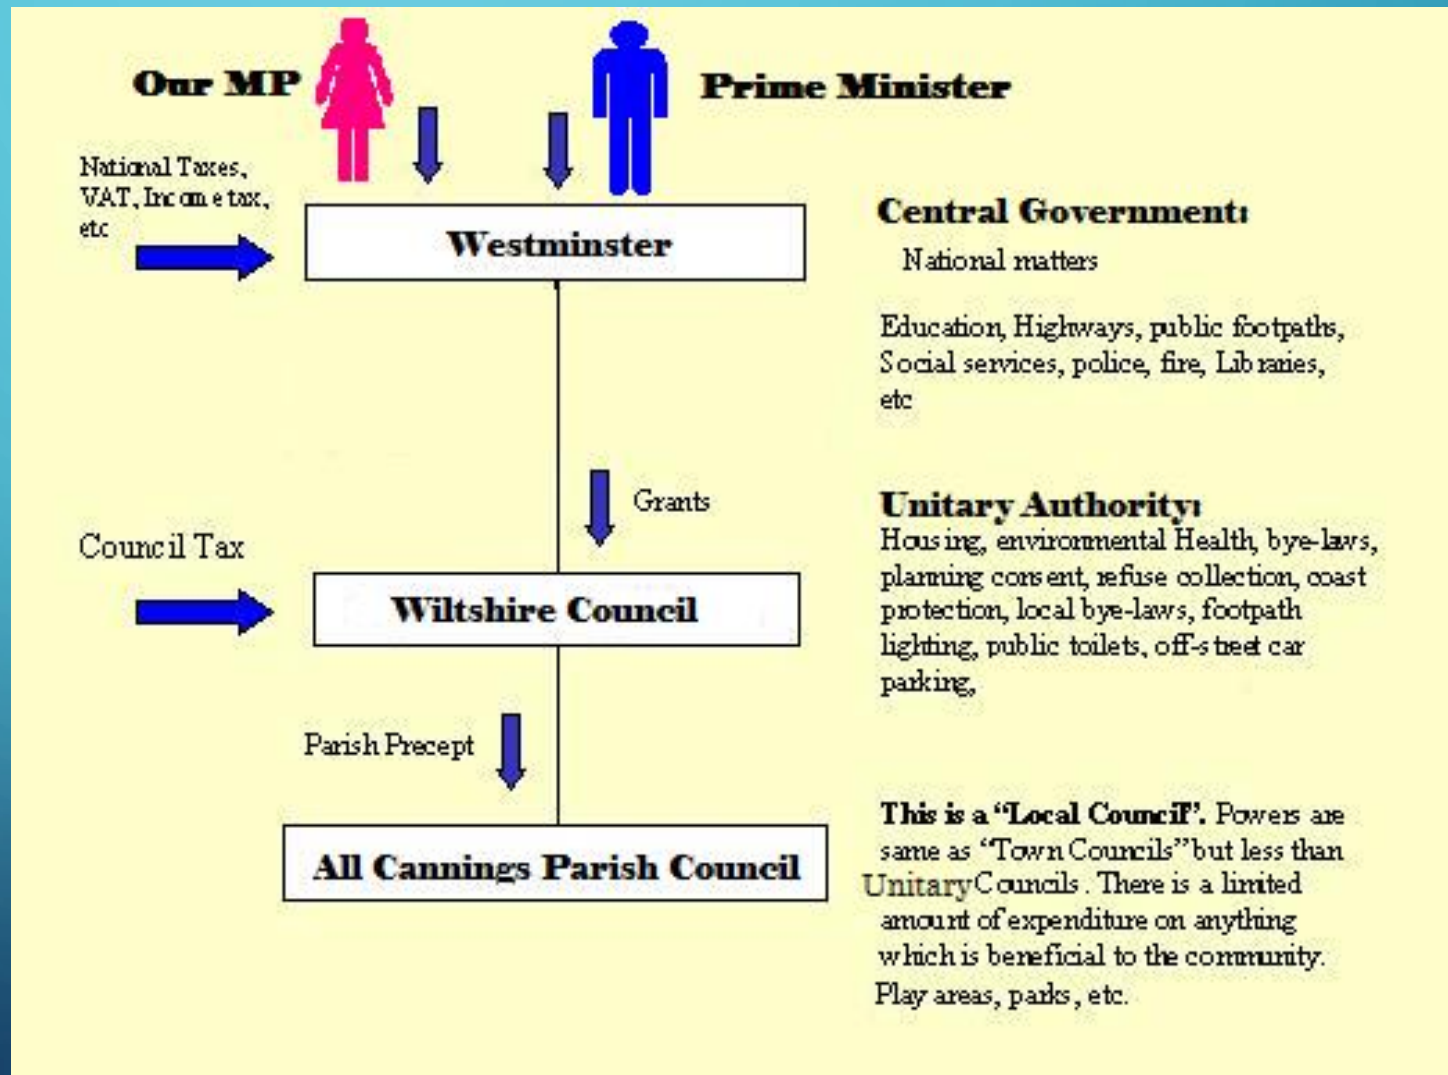 Our MP
Prime Minister
National Taxes,
VAT, Income tax,
etc
Westminster
Central Government:
National matters
Education, Highways, public footpaths,
Social services, police, fire, Libraries,
etc
Grants
Council Tax
Wiltshire Council
Unitary Authority:
Housing, environmental Health, bye-laws,
planning consent, refuse collection, coast
protection, local bye-laws, footpath
lighting, public toilets, off-street car
parking,
Parish Precept
All Cannings Parish Council
This is a “Local Council”. Powers are
same as “Town Councils” but less than
Unitary Councils. There is a limited
amount of expenditure on anything
which is beneficial to the community.
Play areas, parks, etc.